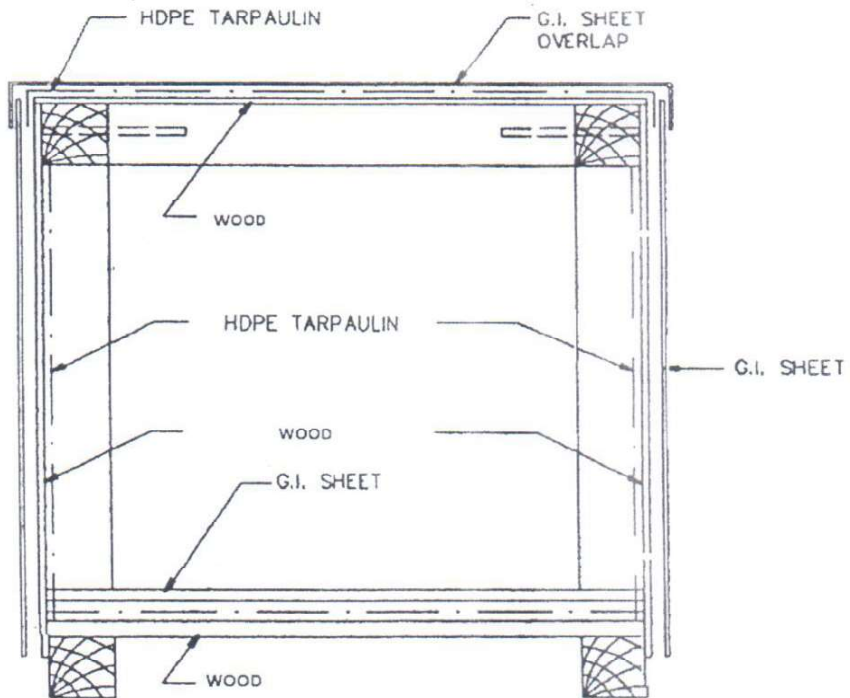 HDPE TARPAULIN
G.I. SHEET
OVERLAP
WOOD
HDPE TARPAULIN
G.I. SHEET
WOOD
G.I. SHEET
WOOD